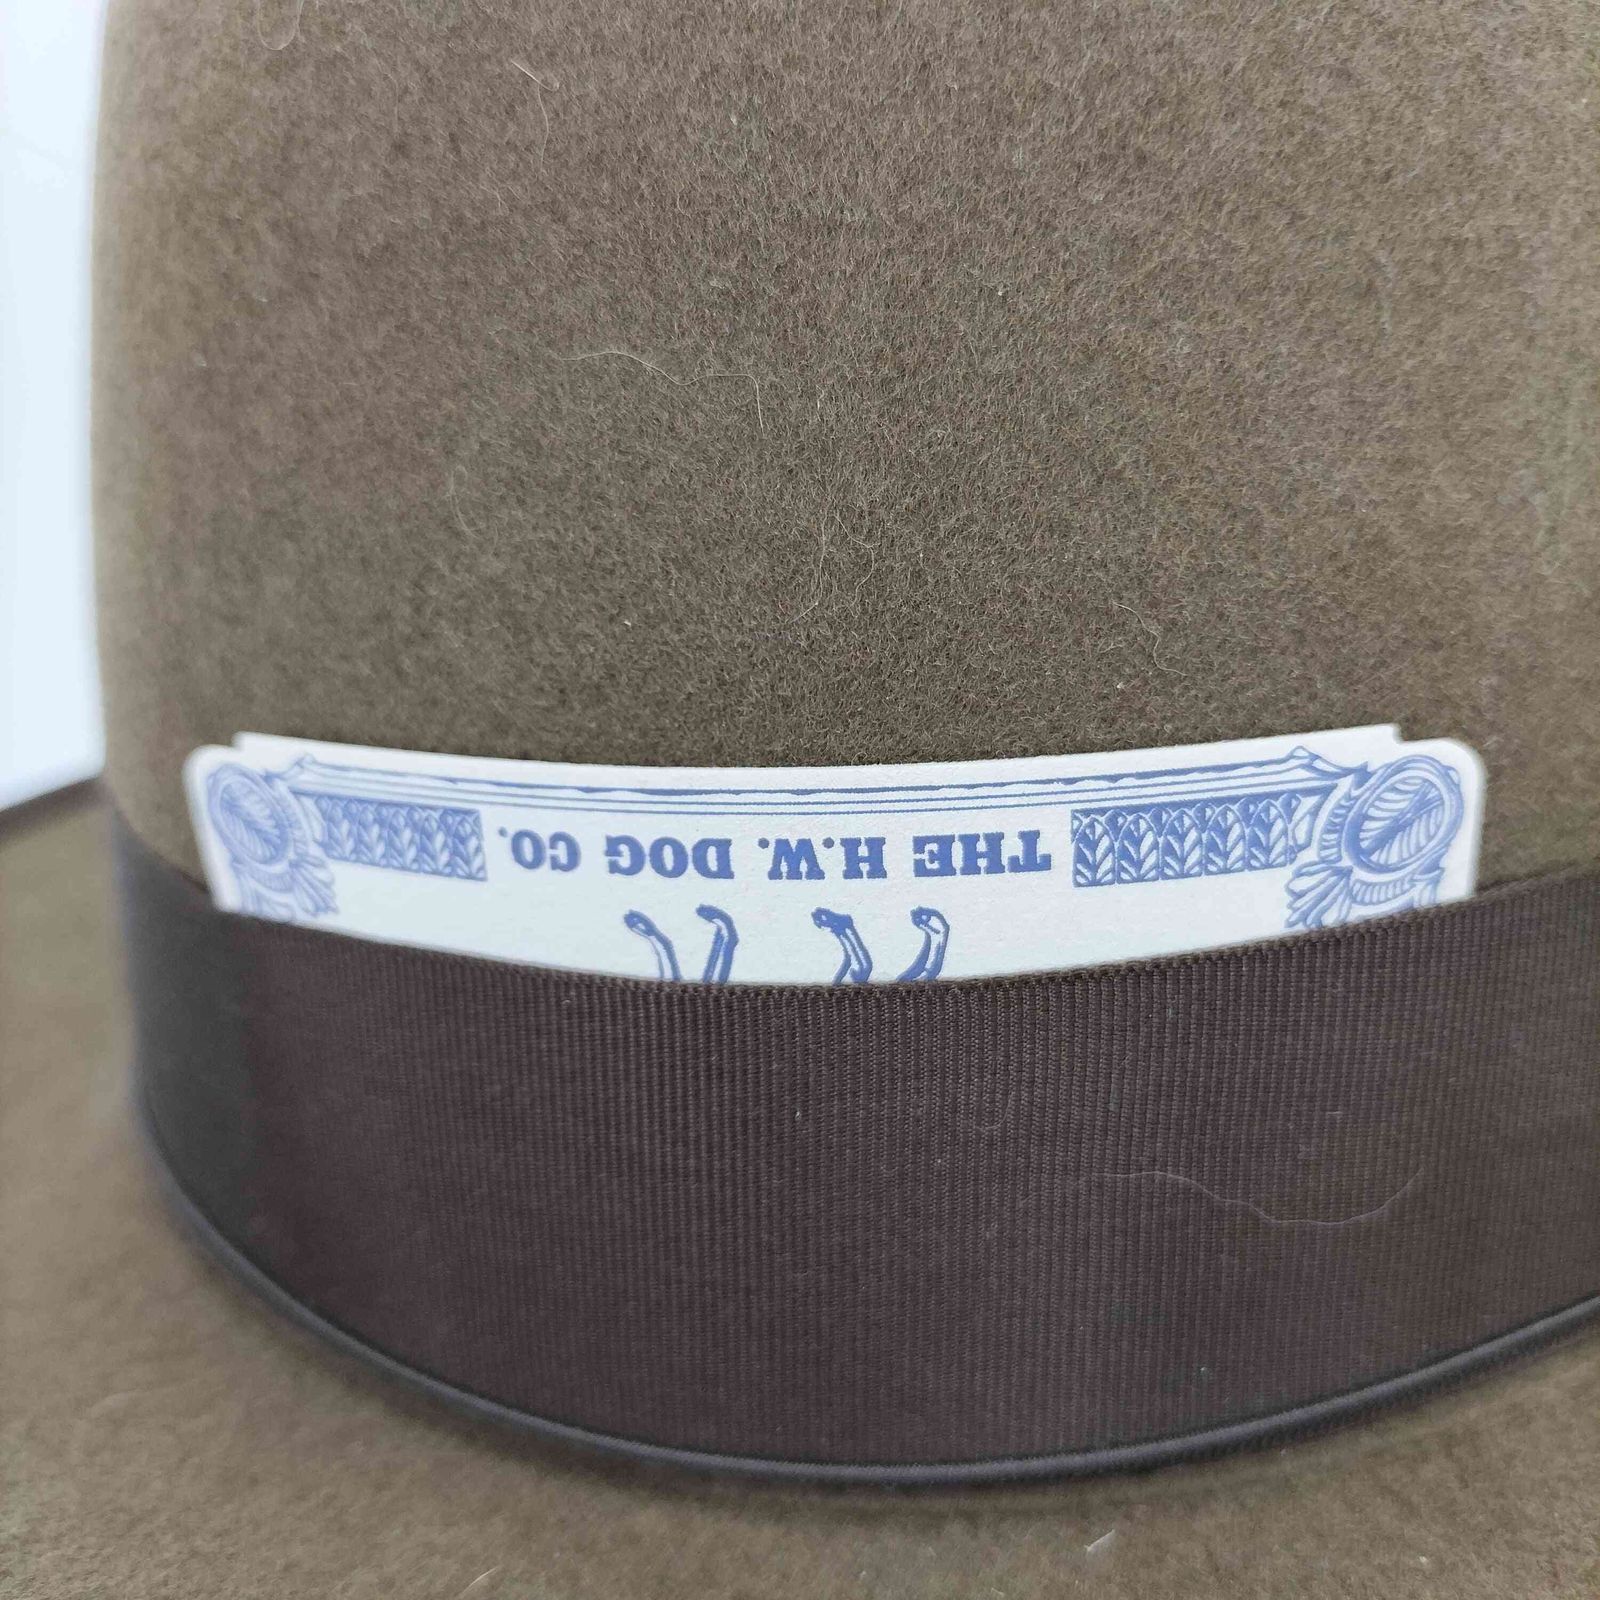 THE H.W. DOG CO.